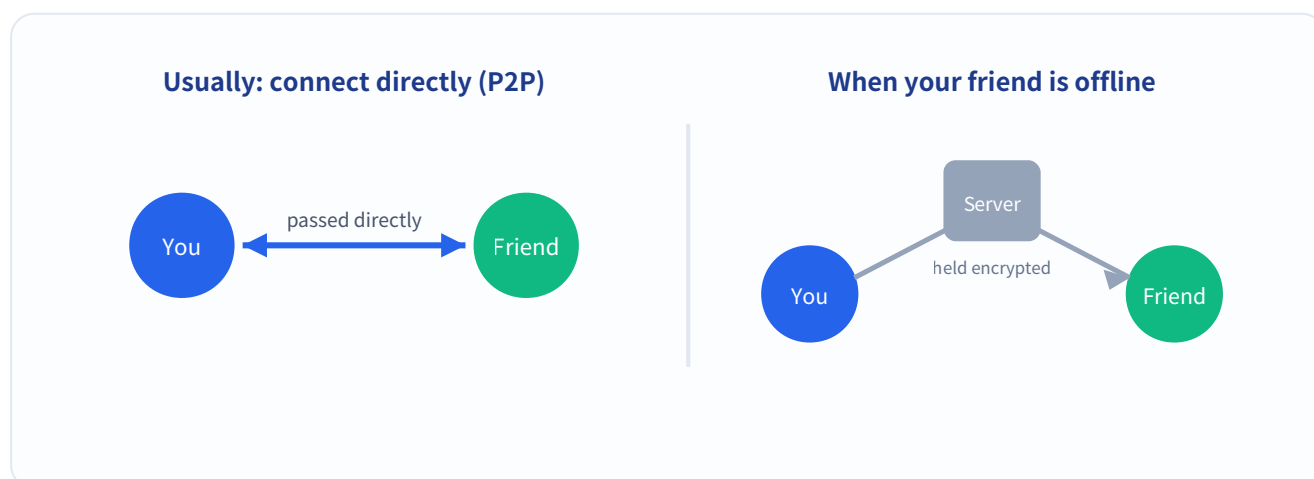 Usually: connect directly (P2P)
You
passed directly
Friend
When your friend is offline
Server
held encrypted
You
Friend